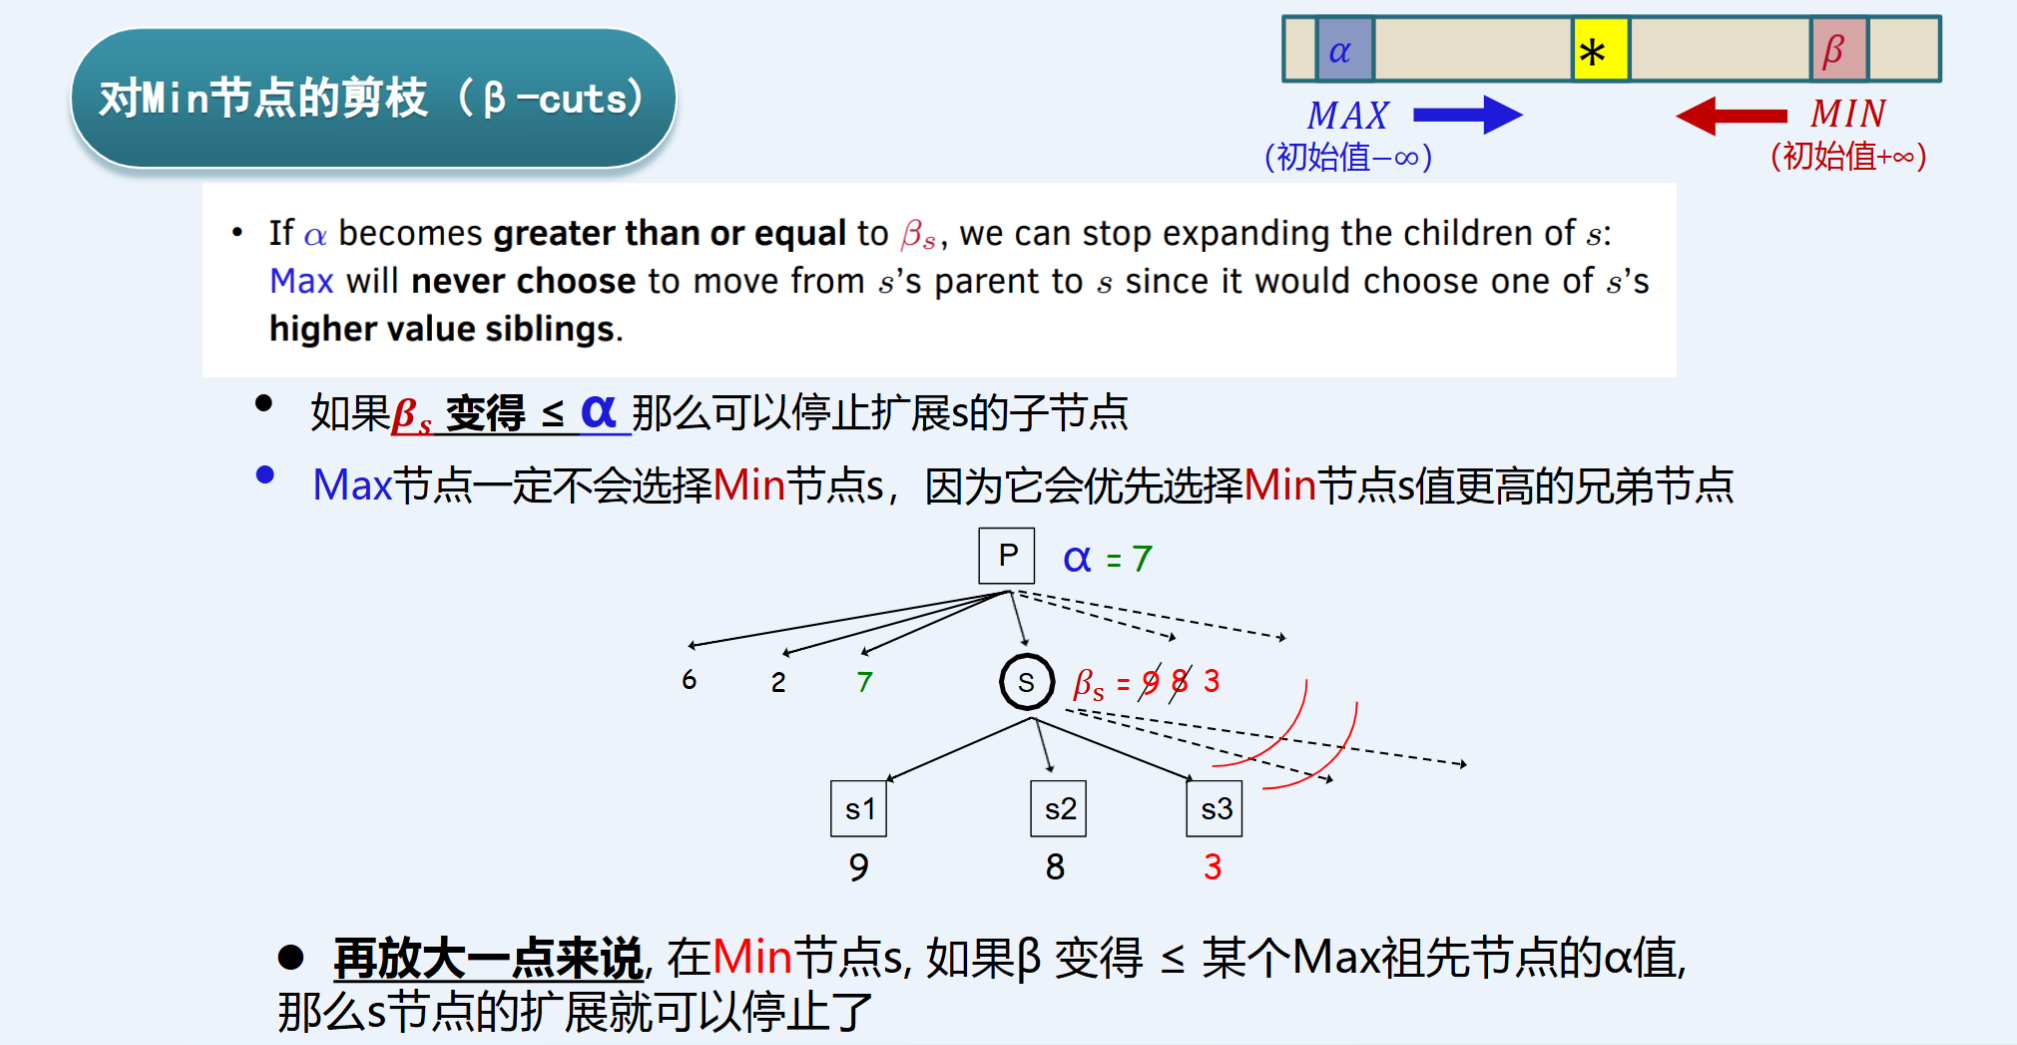 对Min节点的剪枝（β-cuts)
α * β
MAX MIN
(初始值−∞) (初始值+∞)
• If α becomes greater than or equal to βs, we can stop expanding the children of s:
Max will never choose to move from s's parent to s since it would choose one of s's
higher value siblings.
• 如果βs 变得 ≤ α 那么可以停止扩展s的子节点
• Max节点一定不会选择Min节点s，因为它会优先选择Min节点s值更高的兄弟节点
P α = 7
6 2 7 S βs = 9 8 3
s1 s2 s3
9 8 3
● 再放大一点来说, 在Min节点s, 如果β 变得 ≤ 某个Max祖先节点的α值,
那么s节点的扩展就可以停止了